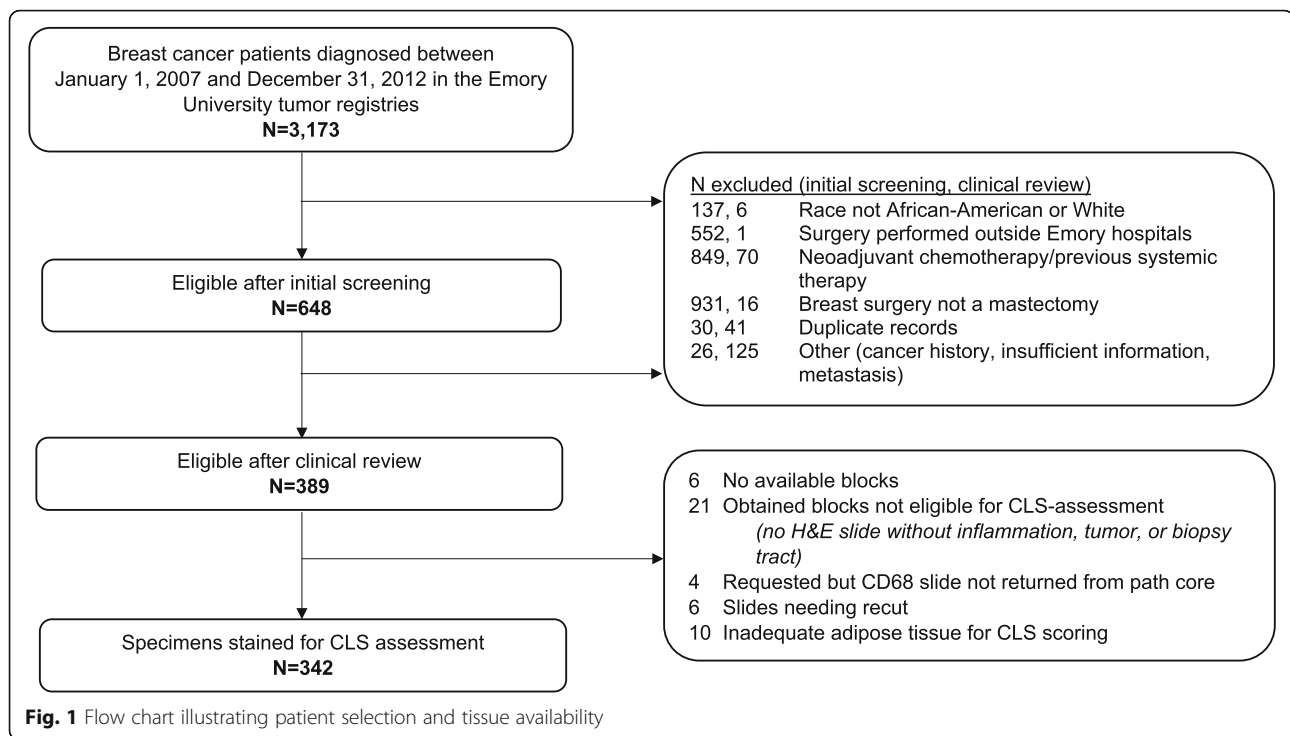 Breast cancer patients diagnosed between
January 1, 2007 and December 31, 2012 in the Emory
University tumor registries
N=3,173
N excluded (initial screening, clinical review)
137, 6 Race not African-American or White
552, 1 Surgery performed outside Emory hospitals
849, 70 Neoadjuvant chemotherapy/previous systemic
therapy
931, 16 Breast surgery not a mastectomy
30, 41 Duplicate records
26, 125 Other (cancer history, insufficient information,
metastasis)
Eligible after initial screening
N=648
Eligible after clinical review
N=389
6 No available blocks
21 Obtained blocks not eligible for CLS-assessment
(no H&E slide without inflammation, tumor, or biopsy
tract)
4 Requested but CD68 slide not returned from path core
6 Slides needing recut
10 Inadequate adipose tissue for CLS scoring
Specimens stained for CLS assessment
N=342
Fig. 1 Flow chart illustrating patient selection and tissue availability